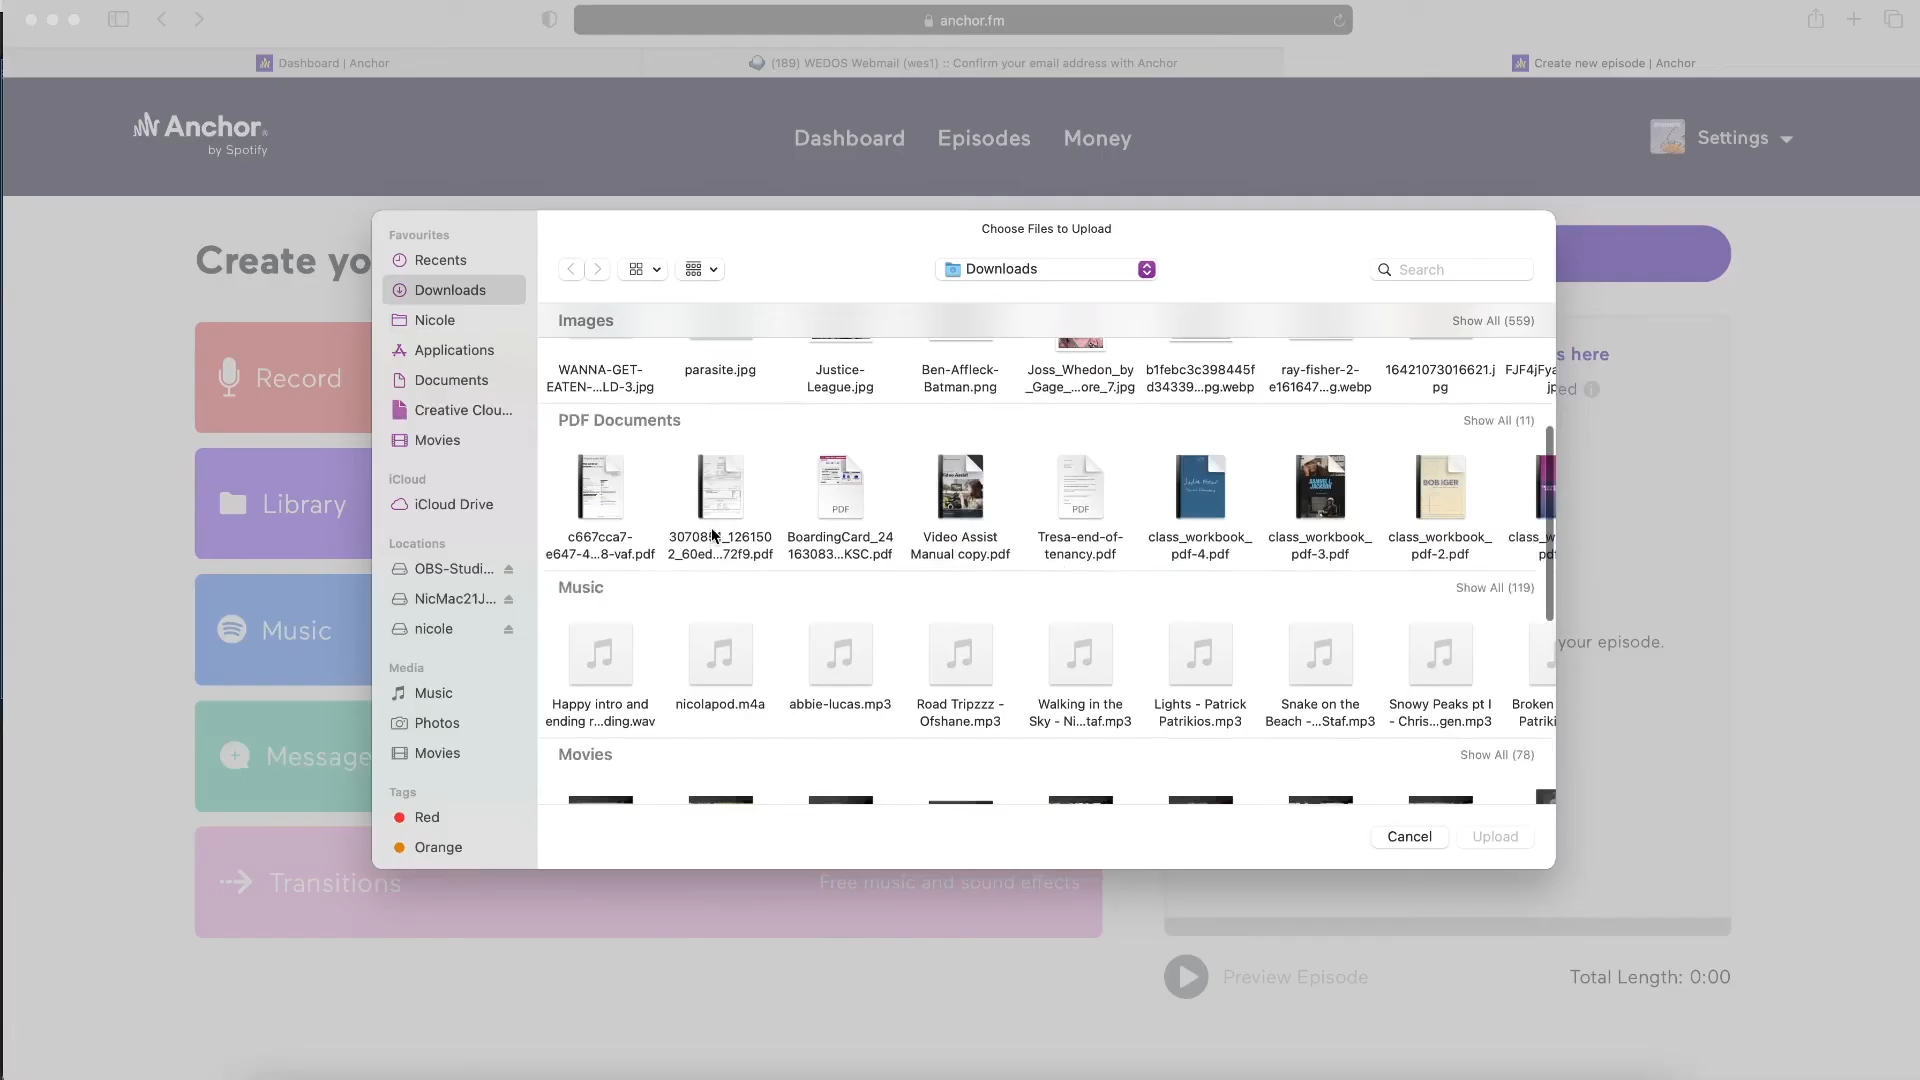 anchor.fm
Dashboard | Anchor
(189) WEDOS Webmail (wes1) :: Confirm your email address with Anchor
Create new episode | Anchor
Anchor
by Spotify
Dashboard
Episodes
Money
Settings
Create yo
Record
Library
Music
Message
Transitions
Free music and sound effects
Favourites
Recents
Downloads
Nicole
Applications
Documents
Creative Clou...
Movies
iCloud
iCloud Drive
Locations
OBS-Studi...
NicMac21J...
nicole
Media
Music
Photos
Movies
Tags
Red
Orange
Choose Files to Upload
Downloads
Search
Images
Show All (559)
WANNA-GET-
EATEN-...LD-3.jpg
parasite.jpg
Justice-
League.jpg
Ben-Affleck-
Batman.png
Joss_Whedon_by
_Gage_...ore_7.jpg
b1febc3c398445f
d34339...pg.webp
ray-fisher-2-
e161647...g.webp
16421073016621.j
pg
FJF4jFya
jp
PDF Documents
Show All (11)
PDF
PDF
c667cca7-
e647-4...8-vaf.pdf
_126150
2_60ed...72f9.pdf
BoardingCard_24
163083...KSC.pdf
Video Assist
Manual copy.pdf
Tresa-end-of-
tenancy.pdf
class_workbook_
pdf-4.pdf
class_workbook_
pdf-3.pdf
class_workbook_
pdf-2.pdf
class_w
pdf
Music
Show All (119)
Happy intro and
ending r...ding.wav
nicolapod.m4a
abbie-lucas.mp3
Road Tripzzz -
Ofshane.mp3
Walking in the
Sky - Ni...taf.mp3
Lights - Patrick
Patrikios.mp3
Snake on the
Beach -...Staf.mp3
Snowy Peaks pt I
- Chris...gen.mp3
Broken
Patriki
Movies
Show All (78)
Cancel
Upload
s here
ed
your episode.
Preview Episode
Total Length: 0:00